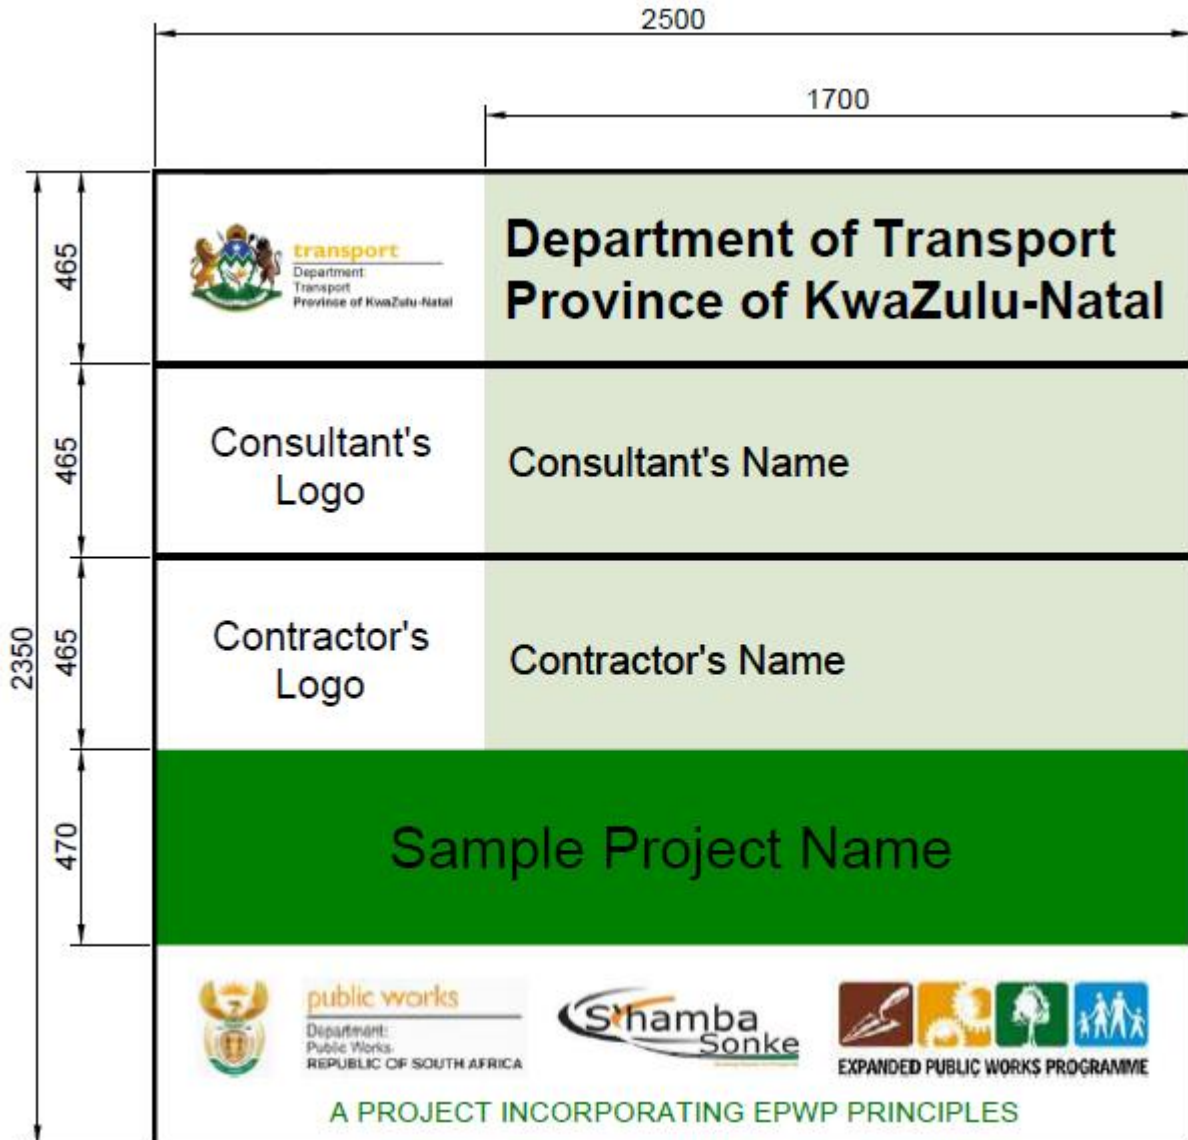 2500
1700
465
transport
Department
Transport
Province of KwaZulu-Natal
Department of Transport
Province of KwaZulu-Natal
465
Consultant's
Logo
Consultant's Name
465
Contractor's
Logo
Contractor's Name
2350
470
Sample Project Name
public works
Department:
Public Works
REPUBLIC OF SOUTH AFRICA
S'hamba
Sonke
EXPANDED PUBLIC WORKS PROGRAMME
A PROJECT INCORPORATING EPWP PRINCIPLES